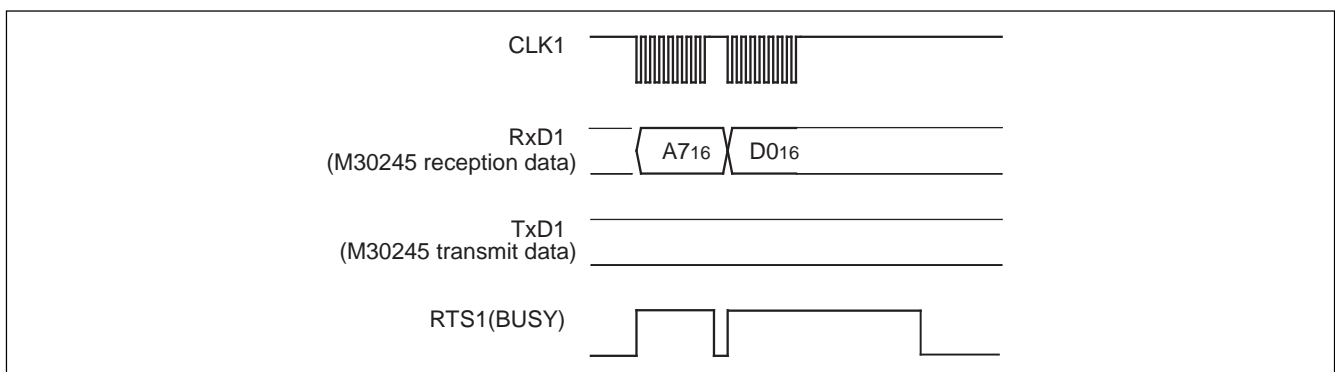 CLK1
RxD1
(M30245 reception data)
A716
D016
TxD1
(M30245 transmit data)
RTS1(BUSY)